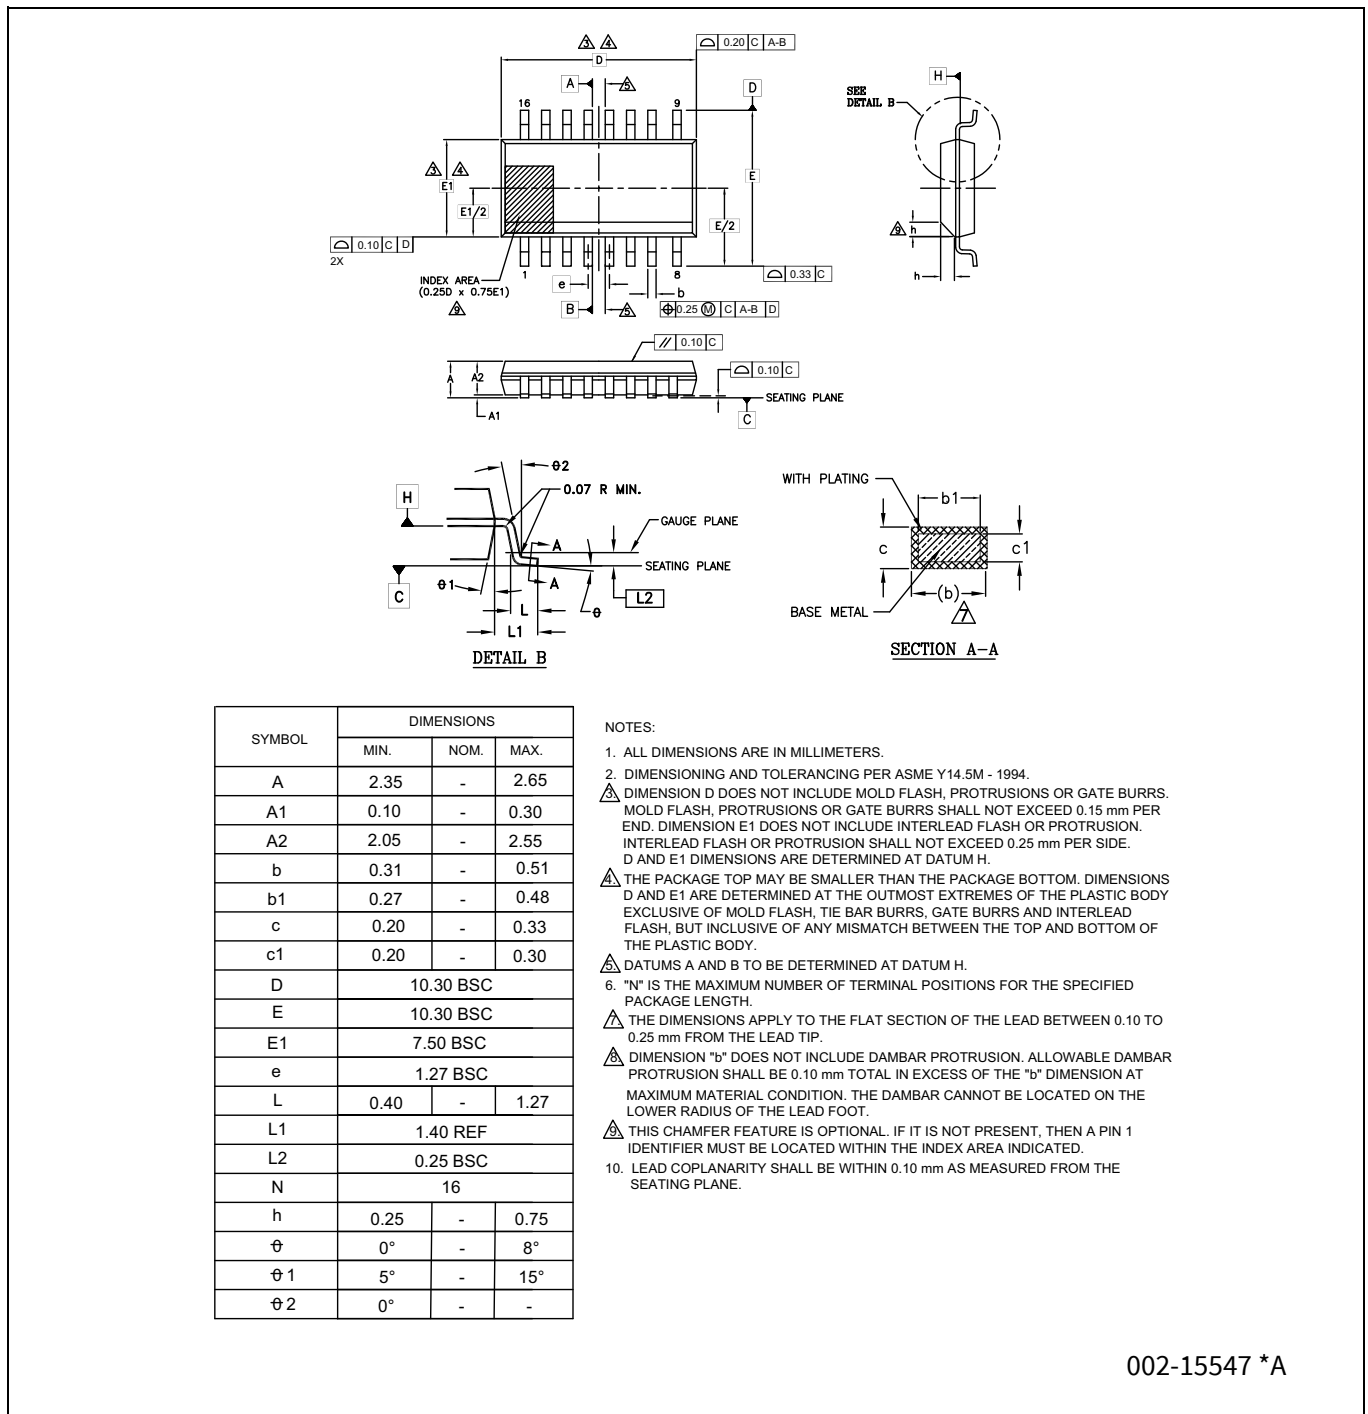 3 4
D
0.20 C A-B
A
5
D
16
9
H
SEE
DETAIL B
3 4
E1
E1/2
E
E/2
9 h
h
0.10 C D
2X
INDEX AREA
(0.25D x 0.75E1)
9
1
8
e
b
0.33 C
B
5
0.25 M C A-B D
// 0.10 C
A
A2
A1
0.10 C
SEATING PLANE
C
θ2
0.07 R MIN.
H
GAUGE PLANE
A
SEATING PLANE
A
C
θ1
L
L1
L2
θ
DETAIL B
WITH PLATING
b1
c
c1
(b)
7
BASE METAL
SECTION A-A
SYMBOL
DIMENSIONS
MIN. NOM. MAX.
A 2.35 - 2.65
A1 0.10 - 0.30
A2 2.05 - 2.55
b 0.31 - 0.51
b1 0.27 - 0.48
c 0.20 - 0.33
c1 0.20 - 0.30
D 10.30 BSC
E 10.30 BSC
E1 7.50 BSC
e 1.27 BSC
L 0.40 - 1.27
L1 1.40 REF
L2 0.25 BSC
N 16
h 0.25 - 0.75
θ 0° - 8°
θ 1 5° - 15°
θ 2 0° - -
NOTES:
1. ALL DIMENSIONS ARE IN MILLIMETERS.
2. DIMENSIONING AND TOLERANCING PER ASME Y14.5M - 1994.
3. DIMENSION D DOES NOT INCLUDE MOLD FLASH, PROTRUSIONS OR GATE BURRS.
MOLD FLASH, PROTRUSIONS OR GATE BURRS SHALL NOT EXCEED 0.15 mm PER
END. DIMENSION E1 DOES NOT INCLUDE INTERLEAD FLASH OR PROTRUSION.
INTERLEAD FLASH OR PROTRUSION SHALL NOT EXCEED 0.25 mm PER SIDE.
D AND E1 DIMENSIONS ARE DETERMINED AT DATUM H.
4. THE PACKAGE TOP MAY BE SMALLER THAN THE PACKAGE BOTTOM. DIMENSIONS
D AND E1 ARE DETERMINED AT THE OUTMOST EXTREMES OF THE PLASTIC BODY
EXCLUSIVE OF MOLD FLASH, TIE BAR BURRS, GATE BURRS AND INTERLEAD
FLASH, BUT INCLUSIVE OF ANY MISMATCH BETWEEN THE TOP AND BOTTOM OF
THE PLASTIC BODY.
5. DATUMS A AND B TO BE DETERMINED AT DATUM H.
6. "N" IS THE MAXIMUM NUMBER OF TERMINAL POSITIONS FOR THE SPECIFIED
PACKAGE LENGTH.
7. THE DIMENSIONS APPLY TO THE FLAT SECTION OF THE LEAD BETWEEN 0.10 TO
0.25 mm FROM THE LEAD TIP.
8. DIMENSION "b" DOES NOT INCLUDE DAMBAR PROTRUSION. ALLOWABLE DAMBAR
PROTRUSION SHALL BE 0.10 mm TOTAL IN EXCESS OF THE "b" DIMENSION AT
MAXIMUM MATERIAL CONDITION. THE DAMBAR CANNOT BE LOCATED ON THE
LOWER RADIUS OF THE LEAD FOOT.
9. THIS CHAMFER FEATURE IS OPTIONAL. IF IT IS NOT PRESENT, THEN A PIN 1
IDENTIFIER MUST BE LOCATED WITHIN THE INDEX AREA INDICATED.
10. LEAD COPLANARITY SHALL BE WITHIN 0.10 mm AS MEASURED FROM THE
SEATING PLANE.
002-15547 *A